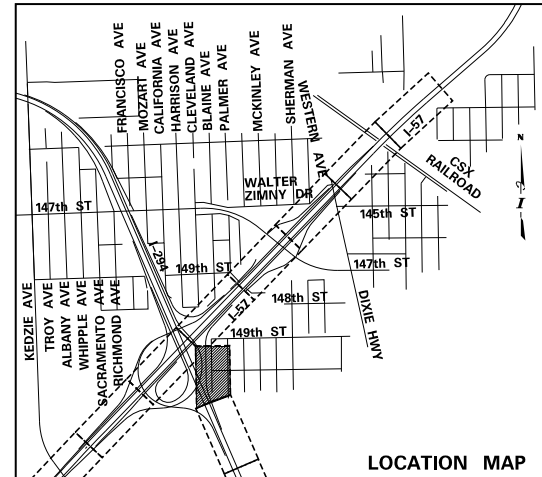 FRANCISCO AVE
MOZART AVE
CALIFORNIA AVE
HARRISON AVE
CLEVELAND AVE
BLAINE AVE
PALMER AVE
MCKINLEY AVE
SHERMAN AVE
WESTERN AVE
I-57
CSX
RAILROAD
N
WALTER
ZIMNY DR
147th ST
145th ST
I-294
149th ST
147th ST
I-57
148th ST
149th ST
DIXIE HWY
KEDZIE AVE
TROY AVE
ALBANY AVE
WHIPPLE AVE
SACRAMENTO AVE
RICHMOND AVE
LOCATION MAP